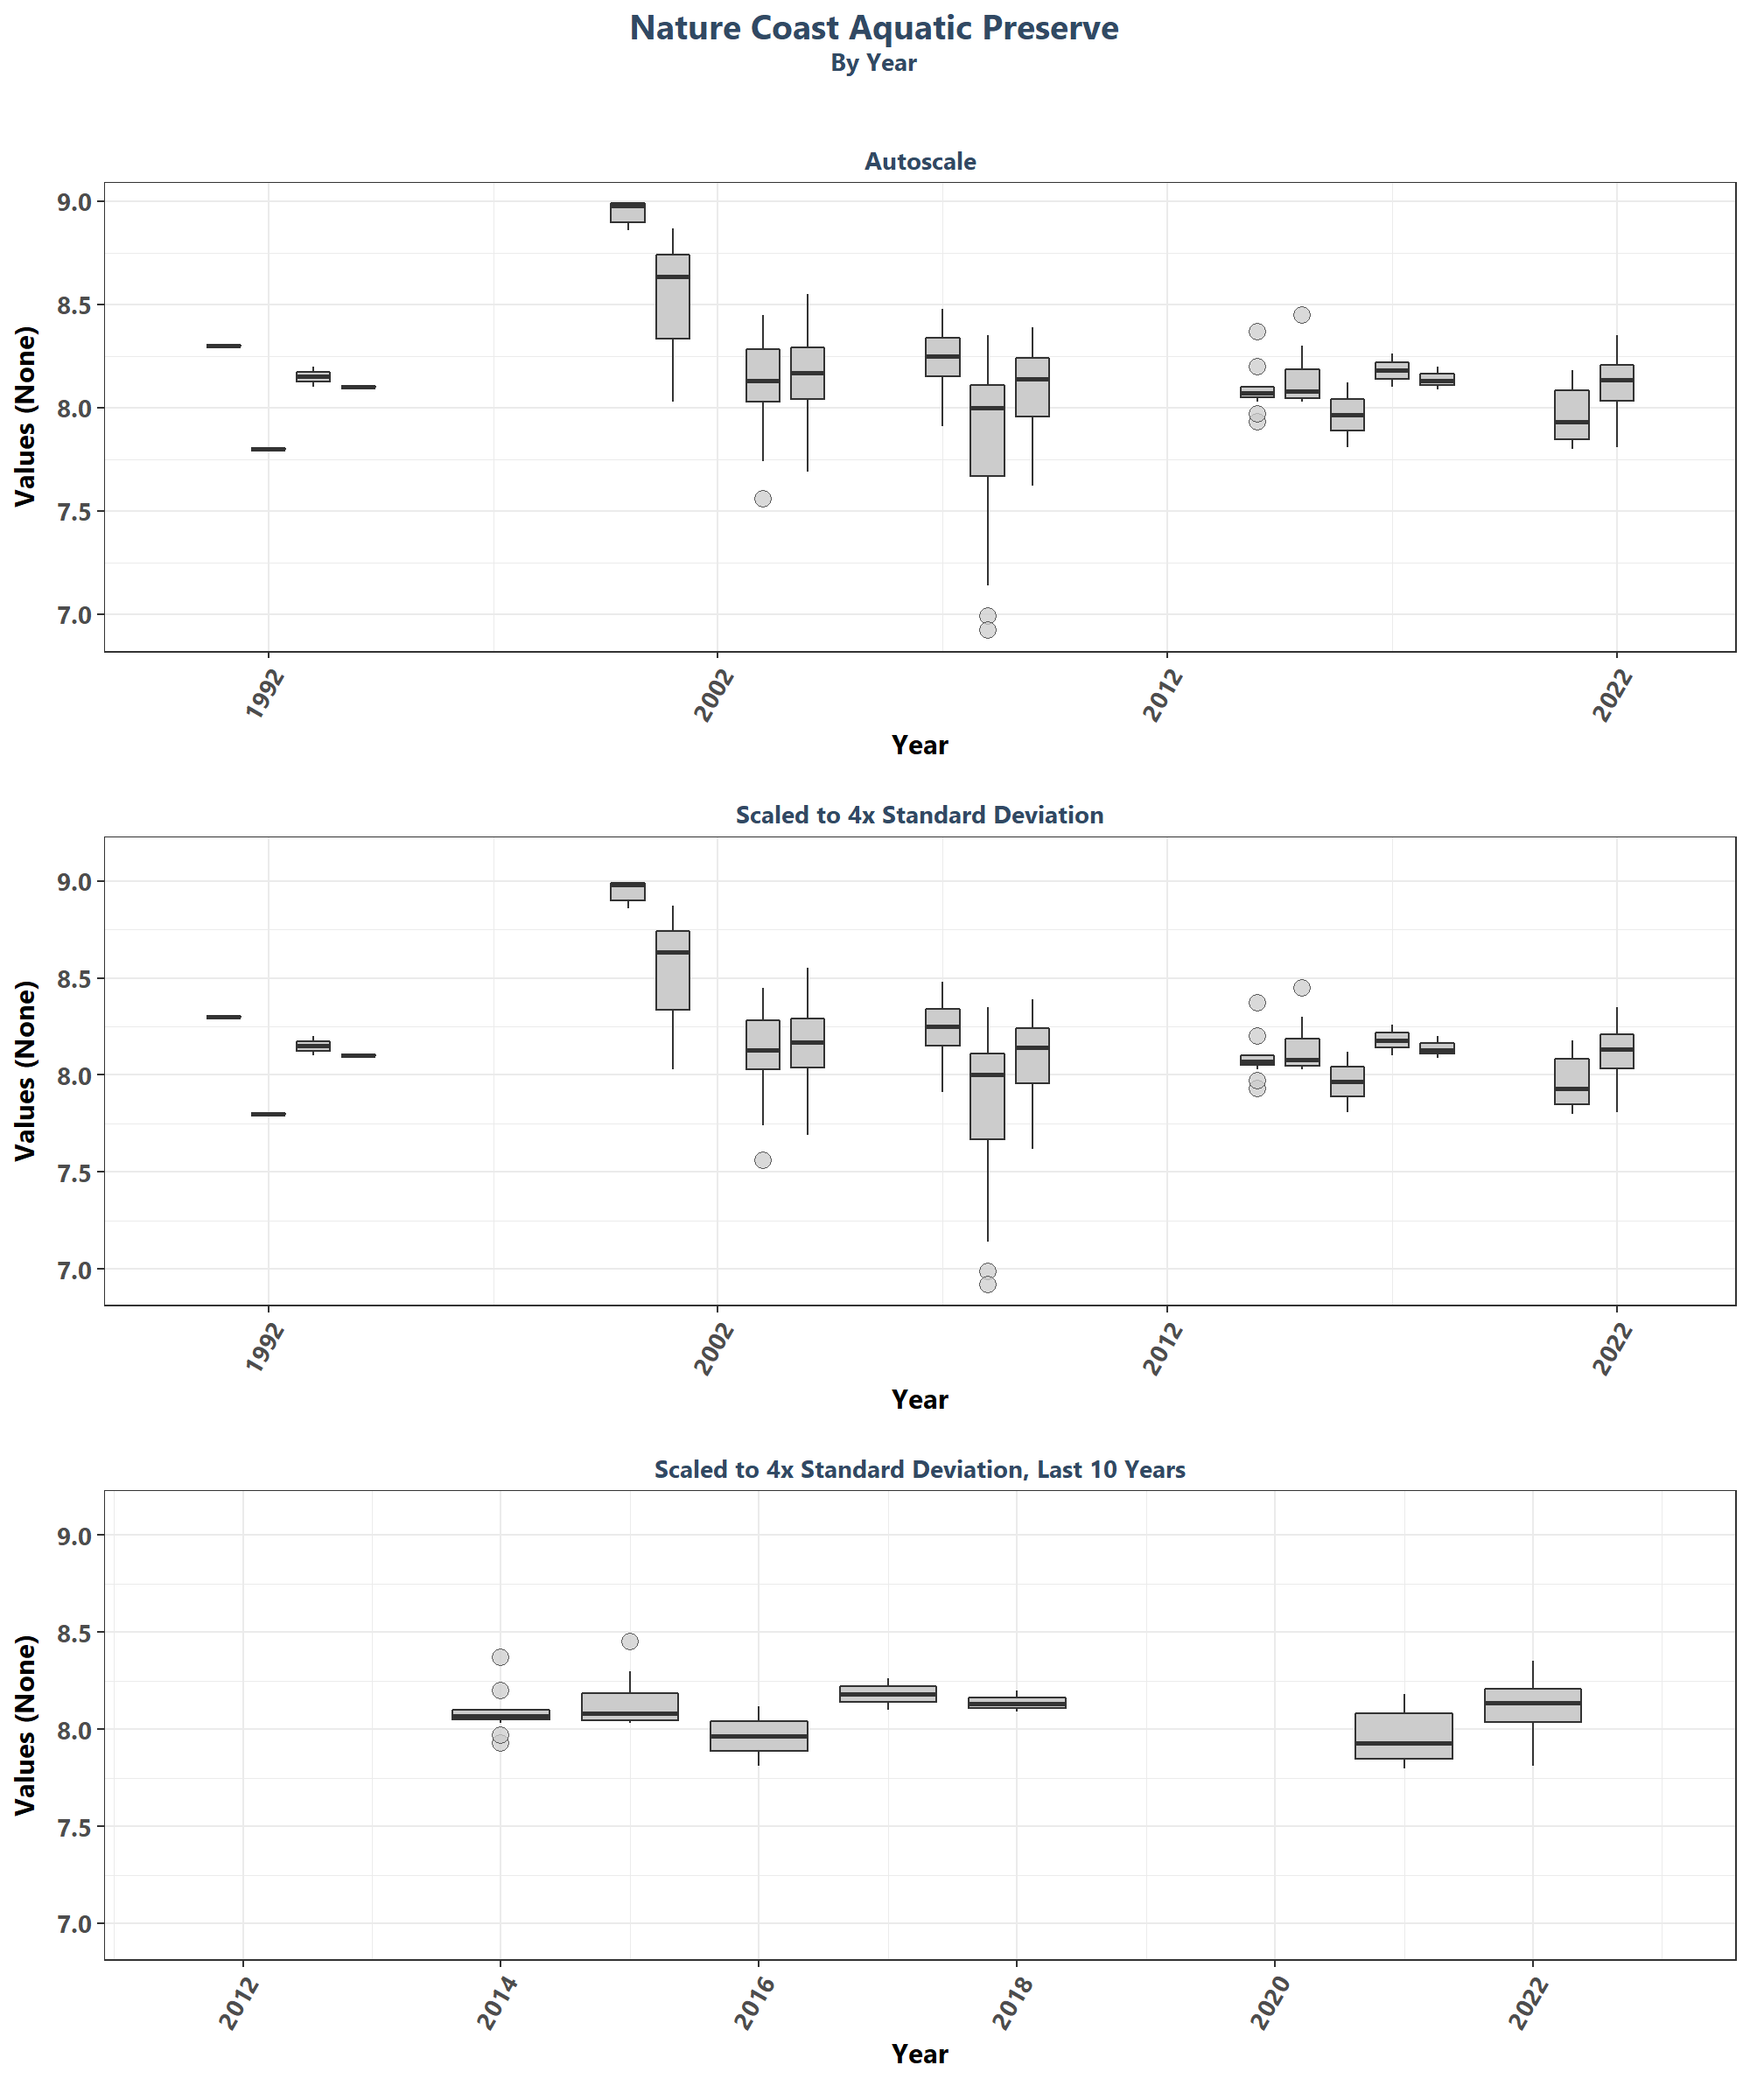 Nature Coast Aquatic Preserve
By Year
Autoscale
Values (None)
9.0
8.5
8.0
7.5
7.0
1992
2002
2012
2022
Year
Scaled to 4x Standard Deviation
Values (None)
9.0
8.5
8.0
7.5
7.0
1992
2002
2012
2022
Year
Scaled to 4x Standard Deviation, Last 10 Years
Values (None)
9.0
8.5
8.0
7.5
7.0
2012
2014
2016
2018
2020
2022
Year